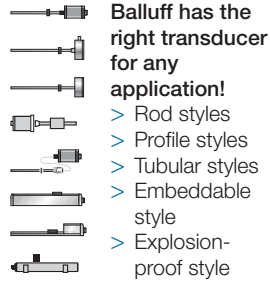 Balluff has the
right transducer
for any
application!
> Rod styles
> Profile styles
> Tubular styles
> Embeddable
style
> Explosion-
proof style